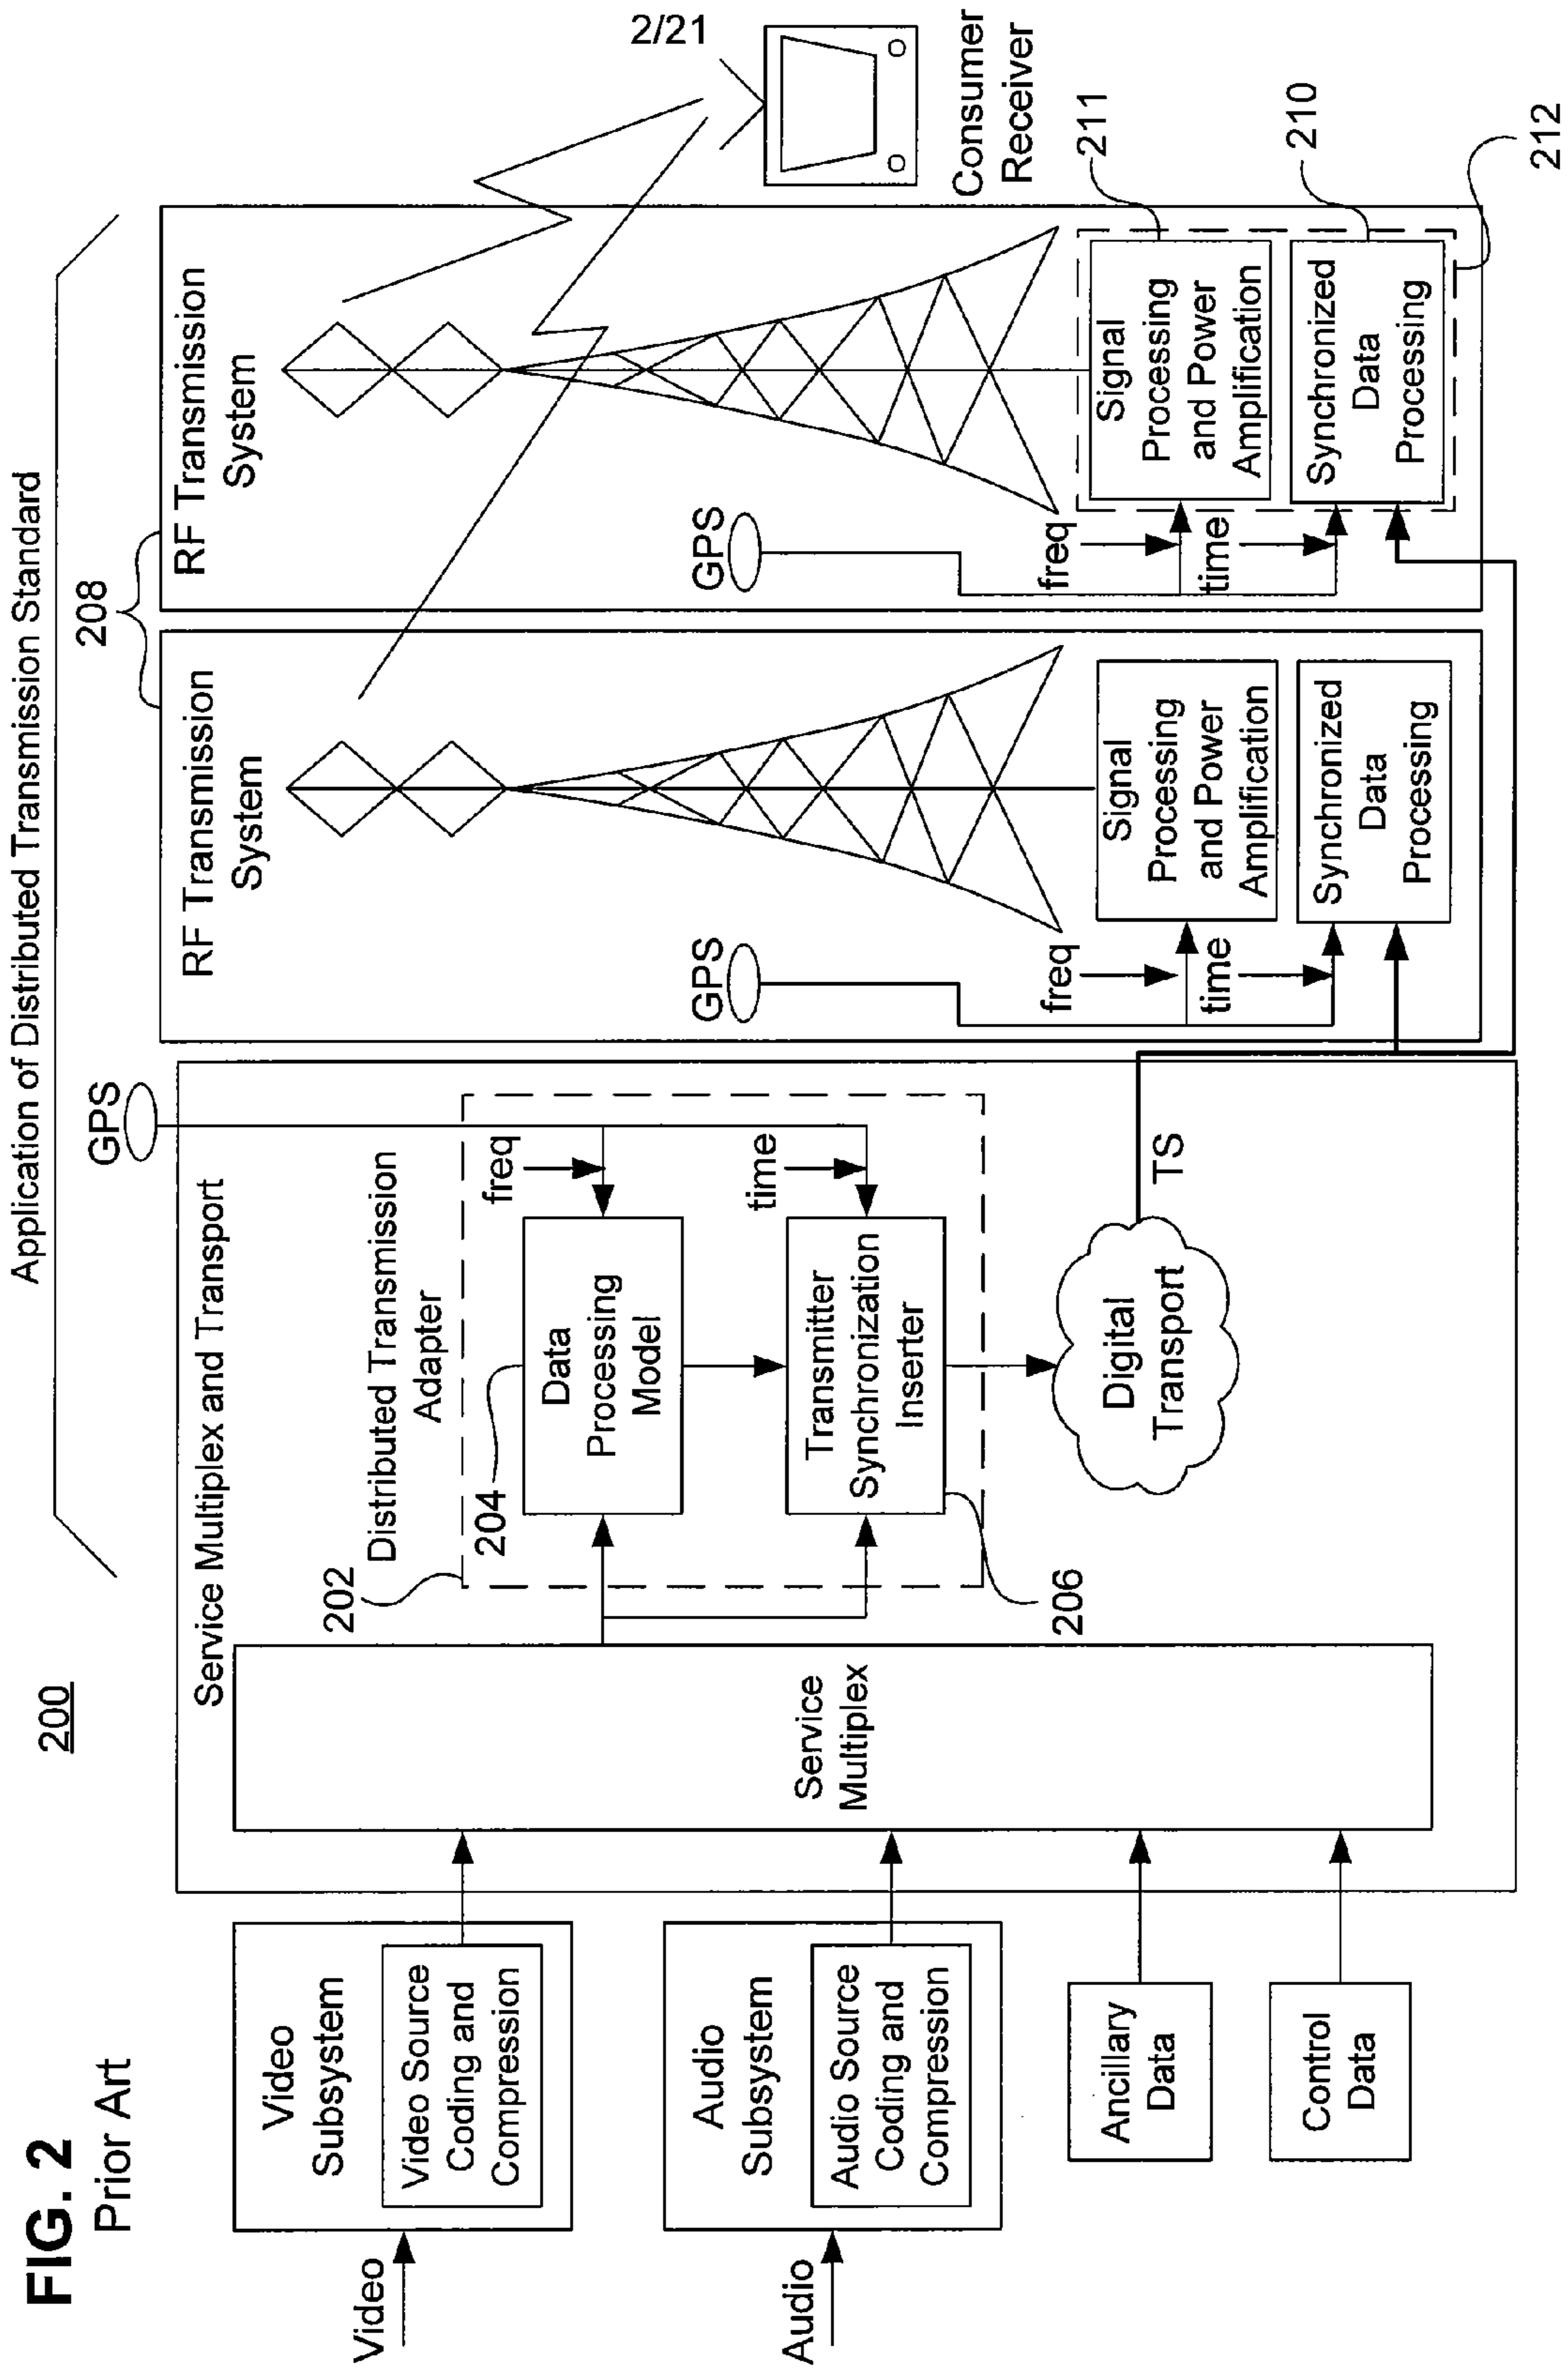 FIG. 2
Prior Art
200
Application of Distributed Transmission Standard
Video
Video
Subsystem
Video Source
Coding and
Compression
Audio
Audio
Subsystem
Audio Source
Coding and
Compression
Ancillary
Data
Control
Data
Service Multiplex and Transport
Service
Multiplex
202
Distributed Transmission
Adapter
204
Data
Processing
Model
freq
GPS
Transmitter
Synchronization
Inserter
time
206
Digital
Transport
TS
208
RF Transmission
System
GPS
freq
time
Signal
Processing
and Power
Amplification
Synchronized
Data
Processing
RF Transmission
System
GPS
freq
time
Signal
Processing
and Power
Amplification
Synchronized
Data
Processing
2/21
Consumer
Receiver
211
210
212